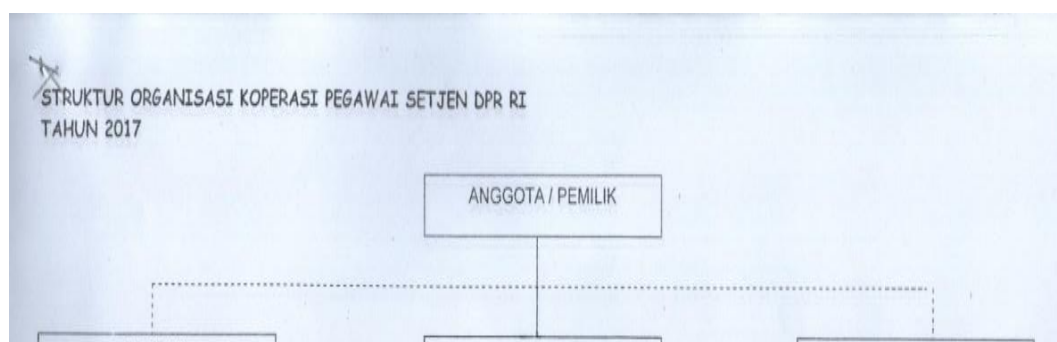 STRUKTUR ORGANISASI KOPERASI PEGAWAI SETJEN DPR RI
TAHUN 2017
ANGGOTA / PEMILIK